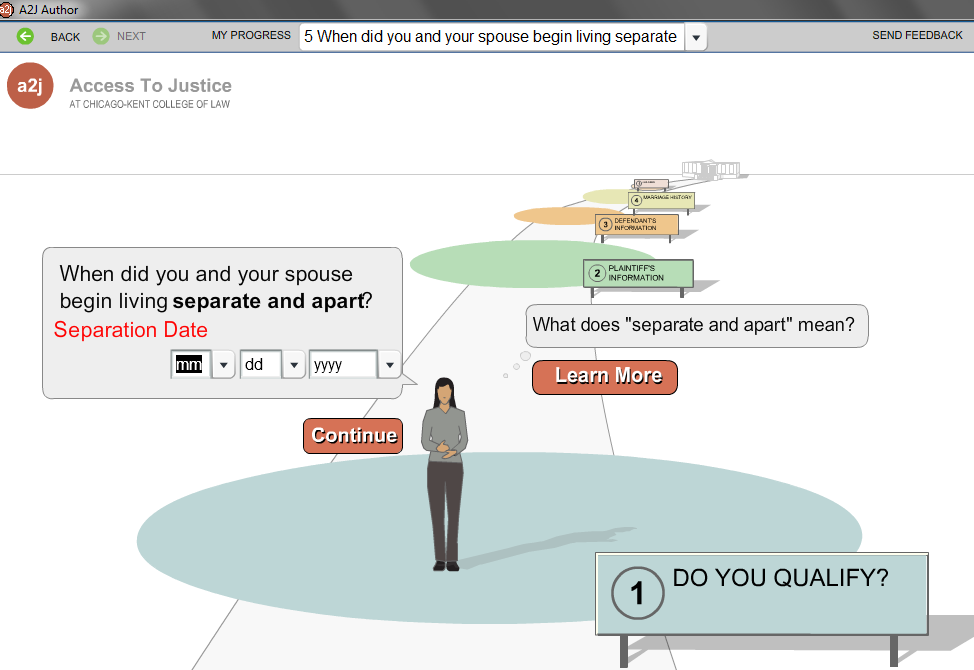 a2j A2J Author
BACK NEXT MY PROGRESS 5 When did you and your spouse begin living separate SEND FEEDBACK
a2j Access To Justice
AT CHICAGO-KENT COLLEGE OF LAW
4 MARRIAGE HISTORY
3 DEFENDANT'S
INFORMATION
2 PLAINTIFF'S
INFORMATION
When did you and your spouse
begin living separate and apart?
Separation Date
mm dd yyyy
What does "separate and apart" mean?
Learn More
Continue
1 DO YOU QUALIFY?